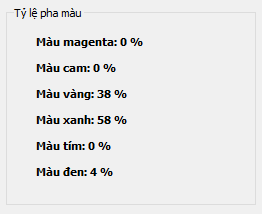 Tỷ lệ pha màu
Màu magenta: 0 %
Màu cam: 0 %
Màu vàng: 38 %
Màu xanh: 58 %
Màu tím: 0 %
Màu đen: 4 %